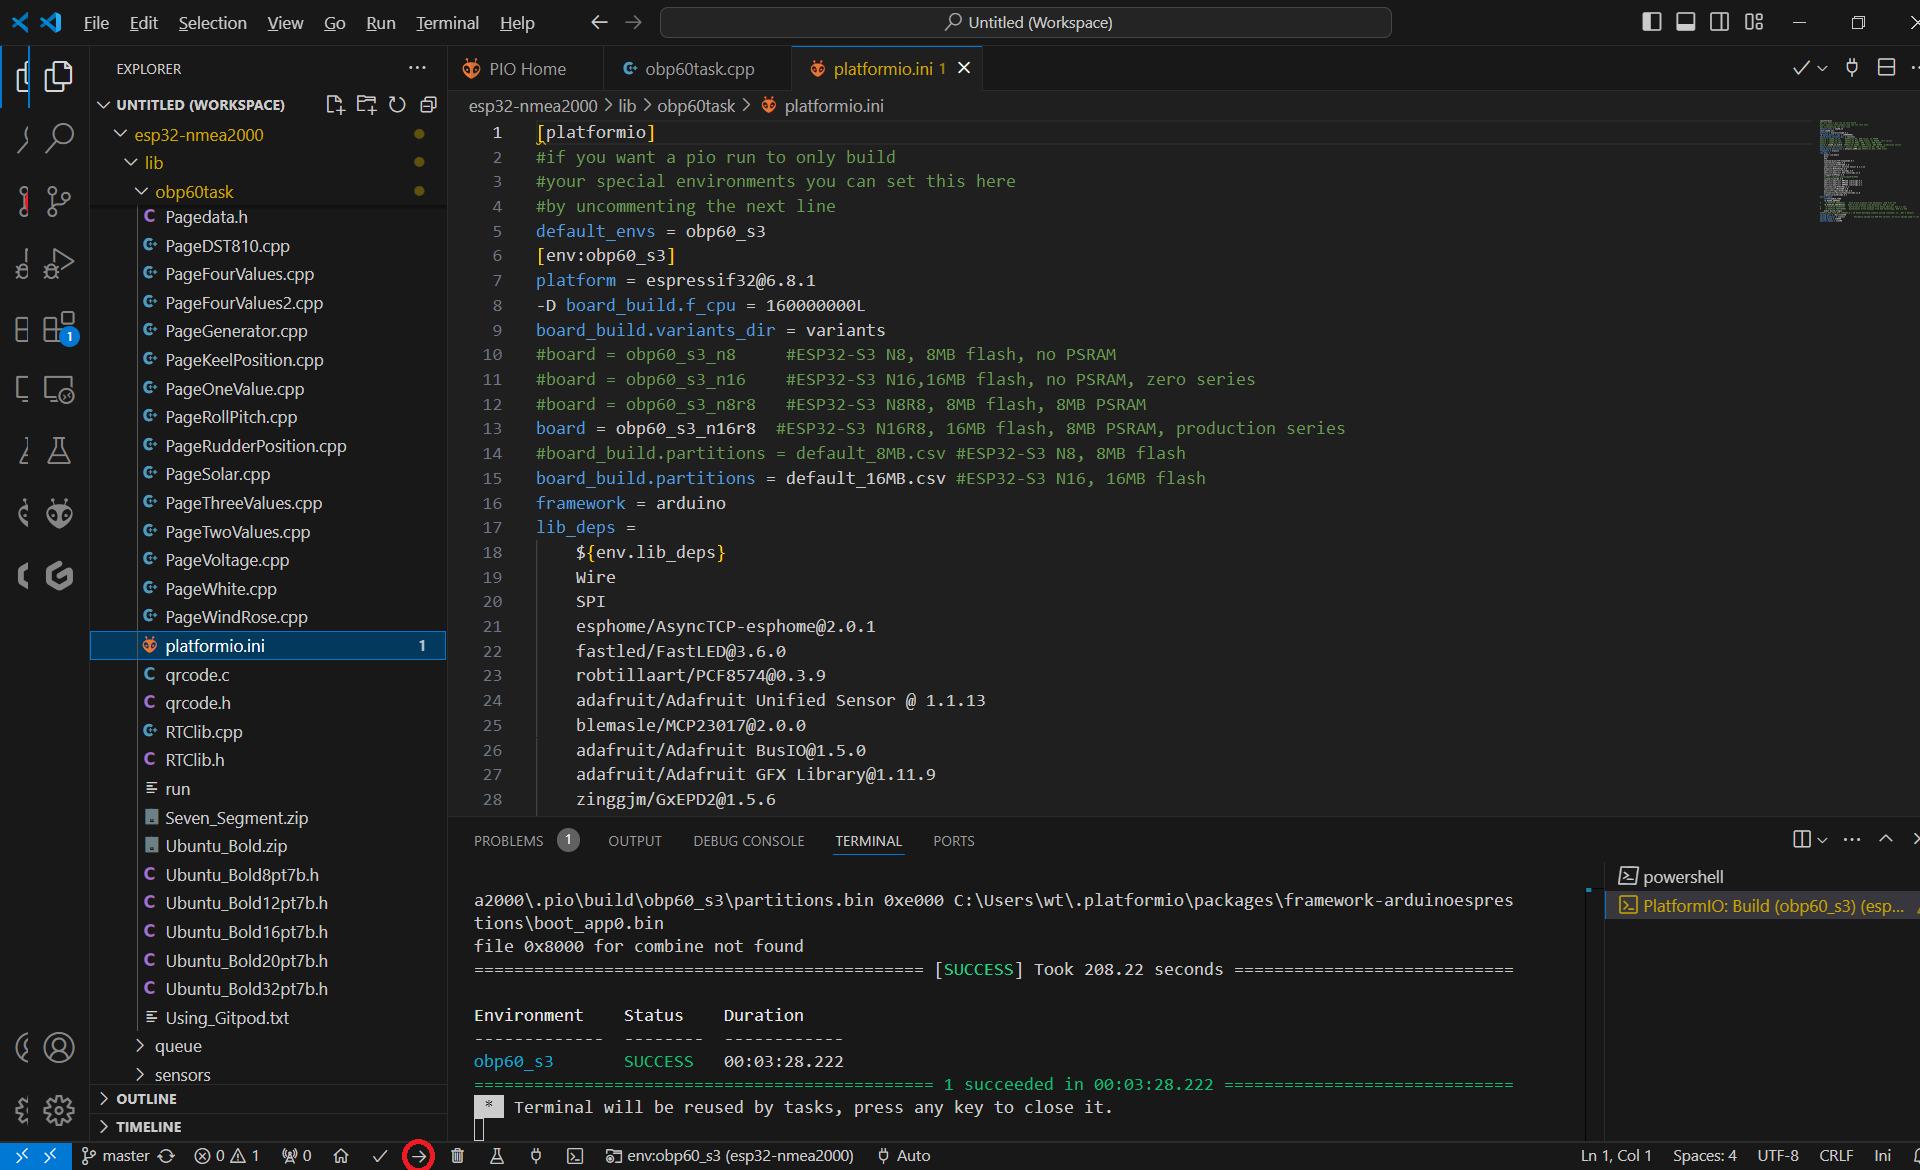 File Edit Selection View Go Run Terminal Help
Untitled (Workspace)
EXPLORER
UNTITLED (WORKSPACE)
esp32-nmea2000
lib
obp60task
Pagedata.h
PageDST810.cpp
PageFourValues.cpp
PageFourValues2.cpp
PageGenerator.cpp
PageKeelPosition.cpp
PageOneValue.cpp
PageRollPitch.cpp
PageRudderPosition.cpp
PageSolar.cpp
PageThreeValues.cpp
PageTwoValues.cpp
PageVoltage.cpp
PageWhite.cpp
PageWindRose.cpp
platformio.ini 1
qrcode.c
qrcode.h
RTClib.cpp
RTClib.h
run
Seven_Segment.zip
Ubuntu_Bold.zip
Ubuntu_Bold8pt7b.h
Ubuntu_Bold12pt7b.h
Ubuntu_Bold16pt7b.h
Ubuntu_Bold20pt7b.h
Ubuntu_Bold32pt7b.h
Using_Gitpod.txt
queue
sensors
OUTLINE
TIMELINE
1
PIO Home
obp60task.cpp
platformio.ini 1
esp32-nmea2000 > lib > obp60task > platformio.ini
1 [platformio]
2 #if you want a pio run to only build
3 #your special environments you can set this here
4 #by uncommenting the next line
5 default_envs = obp60_s3
6 [env:obp60_s3]
7 platform = espressif32@6.8.1
8 -D board_build.f_cpu = 160000000L
9 board_build.variants_dir = variants
10 #board = obp60_s3_n8 #ESP32-S3 N8, 8MB flash, no PSRAM
11 #board = obp60_s3_n16 #ESP32-S3 N16,16MB flash, no PSRAM, zero series
12 #board = obp60_s3_n8r8 #ESP32-S3 N8R8, 8MB flash, 8MB PSRAM
13 board = obp60_s3_n16r8 #ESP32-S3 N16R8, 16MB flash, 8MB PSRAM, production series
14 #board_build.partitions = default_8MB.csv #ESP32-S3 N8, 8MB flash
15 board_build.partitions = default_16MB.csv #ESP32-S3 N16, 16MB flash
16 framework = arduino
17 lib_deps =
18 ${env.lib_deps}
19 Wire
20 SPI
21 esphome/AsyncTCP-esphome@2.0.1
22 fastled/FastLED@3.6.0
23 robtillaart/PCF8574@0.3.9
24 adafruit/Adafruit Unified Sensor @ 1.1.13
25 blemasle/MCP23017@2.0.0
26 adafruit/Adafruit BusIO@1.5.0
27 adafruit/Adafruit GFX Library@1.11.9
28 zinggjm/GxEPD2@1.5.6
PROBLEMS 1 OUTPUT DEBUG CONSOLE TERMINAL PORTS
a2000\.pio\build\obp60_s3\partitions.bin 0xe000 C:\Users\wt\.platformio\packages\framework-arduinoespres
tions\boot_app0.bin
file 0x8000 for combine not found
============================================= [SUCCESS] Took 208.22 seconds ============================
Environment Status Duration
------------- -------- ------------
obp60_s3 SUCCESS 00:03:28.222
============================================== 1 succeeded in 00:03:28.222 =============================
* Terminal will be reused by tasks, press any key to close it.
powershell
PlatformIO: Build (obp60_s3) (esp...
master 0 1 0 env:obp60_s3 (esp32-nmea2000) Auto Ln 1, Col 1 Spaces: 4 UTF-8 CRLF Ini